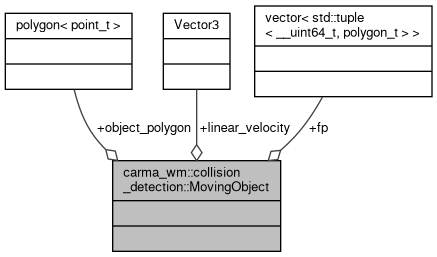 polygon< point_t >
Vector3
vector< std::tuple
< __uint64_t, polygon_t > >
+object_polygon
+linear_velocity
+fp
carma_wm::collision
_detection::MovingObject